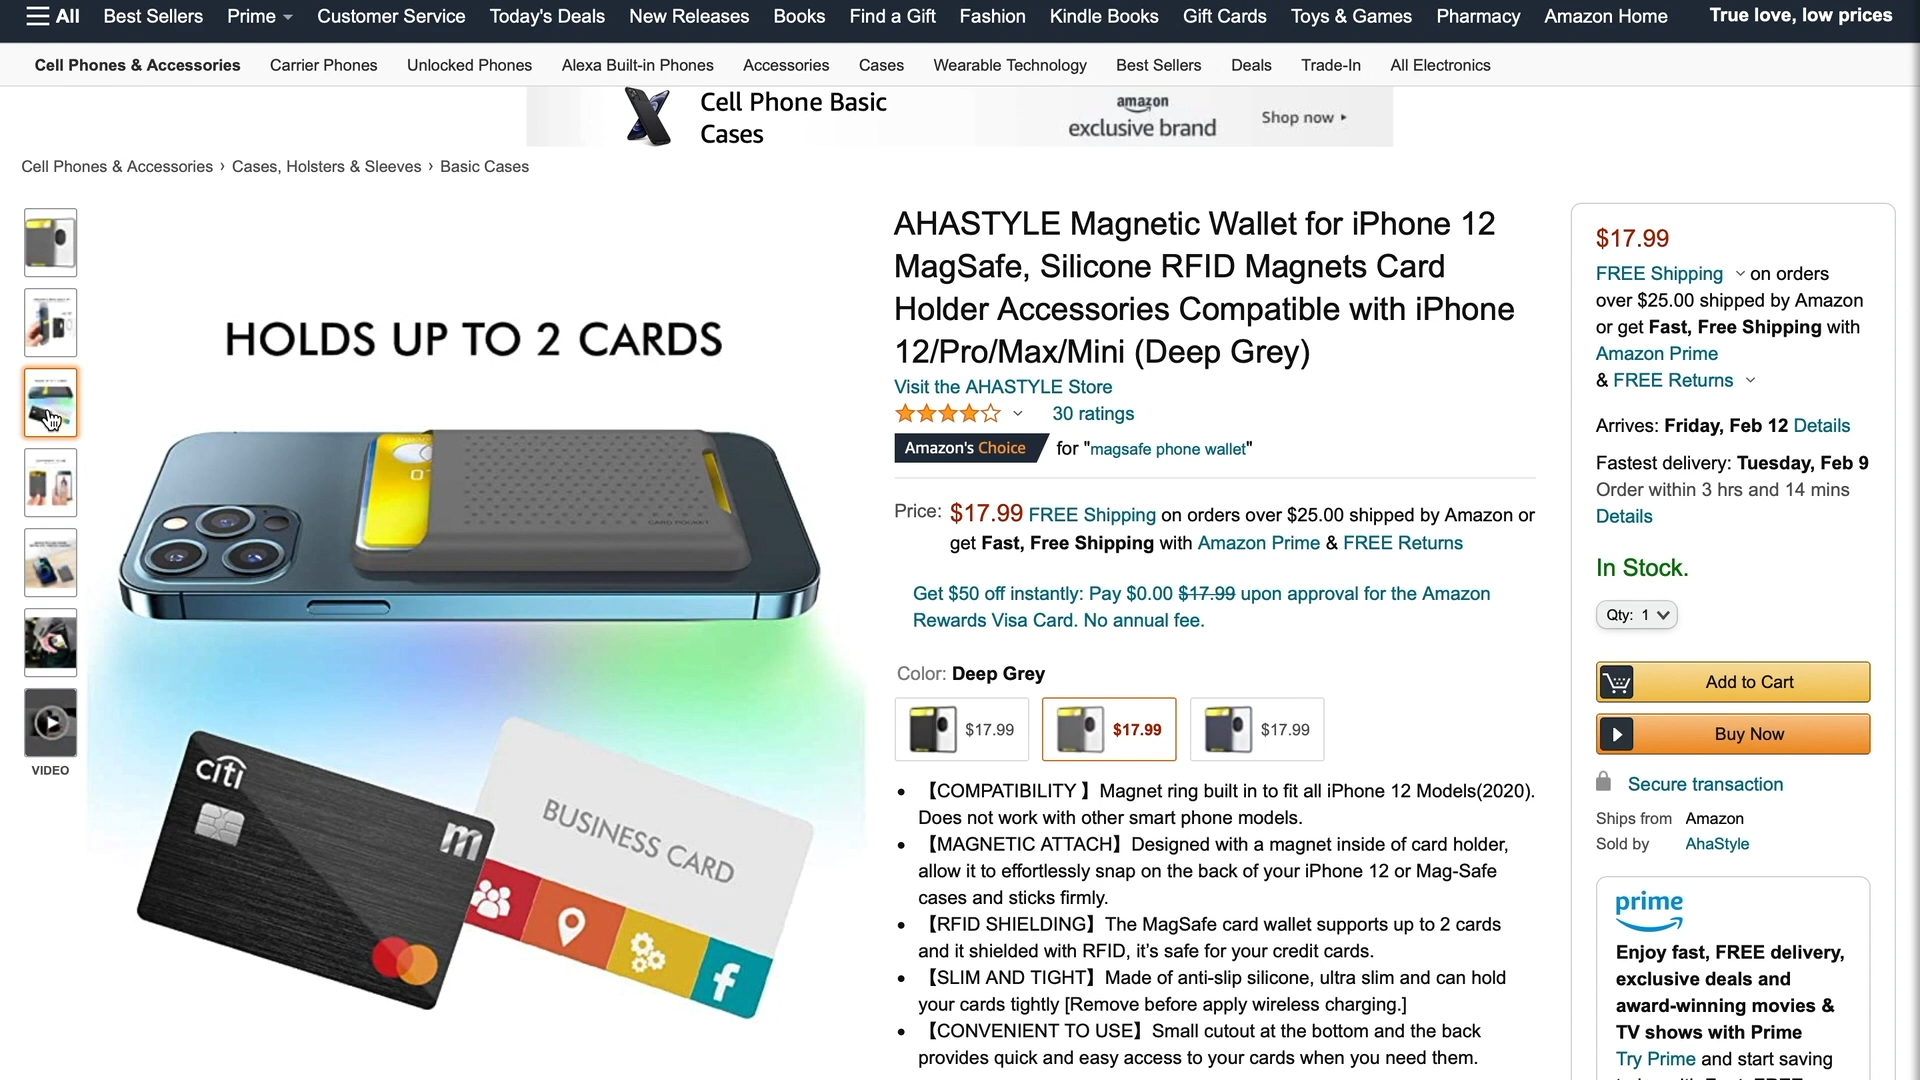 All Best Sellers Prime Customer Service Today's Deals New Releases Books Find a Gift Fashion Kindle Books Gift Cards Toys & Games Pharmacy Amazon Home True love, low prices
Cell Phones & Accessories Carrier Phones Unlocked Phones Alexa Built-in Phones Accessories Cases Wearable Technology Best Sellers Deals Trade-In All Electronics
Cell Phone Basic
Cases
amazon
exclusive brand
Shop now
Cell Phones & Accessories › Cases, Holsters & Sleeves › Basic Cases
VIDEO
HOLDS UP TO 2 CARDS
CARD POCKET
citi
m
BUSINESS CARD
f
AHASTYLE Magnetic Wallet for iPhone 12
MagSafe, Silicone RFID Magnets Card
Holder Accessories Compatible with iPhone
12/Pro/Max/Mini (Deep Grey)
Visit the AHASTYLE Store
30 ratings
Amazon's Choice for "magsafe phone wallet"
Price: $17.99 FREE Shipping on orders over $25.00 shipped by Amazon or
get Fast, Free Shipping with Amazon Prime & FREE Returns
Get $50 off instantly: Pay $0.00 $17.99 upon approval for the Amazon
Rewards Visa Card. No annual fee.
Color: Deep Grey
$17.99 $17.99 $17.99
• 【COMPATIBILITY 】Magnet ring built in to fit all iPhone 12 Models(2020).
Does not work with other smart phone models.
• 【MAGNETIC ATTACH】Designed with a magnet inside of card holder,
allow it to effortlessly snap on the back of your iPhone 12 or Mag-Safe
cases and sticks firmly.
• 【RFID SHIELDING】The MagSafe card wallet supports up to 2 cards
and it shielded with RFID, it's safe for your credit cards.
• 【SLIM AND TIGHT】Made of anti-slip silicone, ultra slim and can hold
your cards tightly [Remove before apply wireless charging.]
• 【CONVENIENT TO USE】Small cutout at the bottom and the back
provides quick and easy access to your cards when you need them.
$17.99
FREE Shipping on orders
over $25.00 shipped by Amazon
or get Fast, Free Shipping with
Amazon Prime
& FREE Returns
Arrives: Friday, Feb 12 Details
Fastest delivery: Tuesday, Feb 9
Order within 3 hrs and 14 mins
Details
In Stock.
Qty: 1
Add to Cart
Buy Now
Secure transaction
Ships from Amazon
Sold by AhaStyle
prime
Enjoy fast, FREE delivery,
exclusive deals and
award-winning movies &
TV shows with Prime
Try Prime and start saving